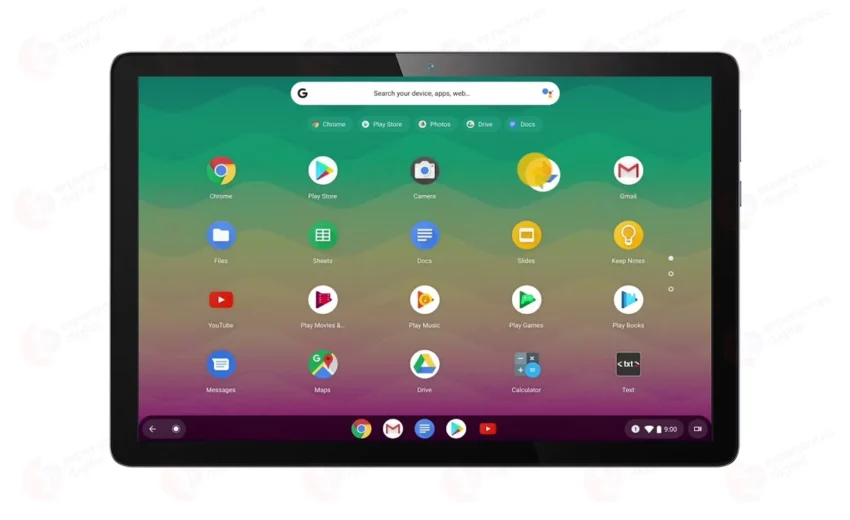 Search your device, apps, web...
Chrome
Play Store
Photos
Drive
Docs
Chrome
Play Store
Camera
Gmail
Files
Sheets
Docs
Slides
Keep Notes
YouTube
Play Movies &...
Play Music
Play Games
Play Books
Messages
Maps
Drive
Calculator
<txt>
Text
9:00